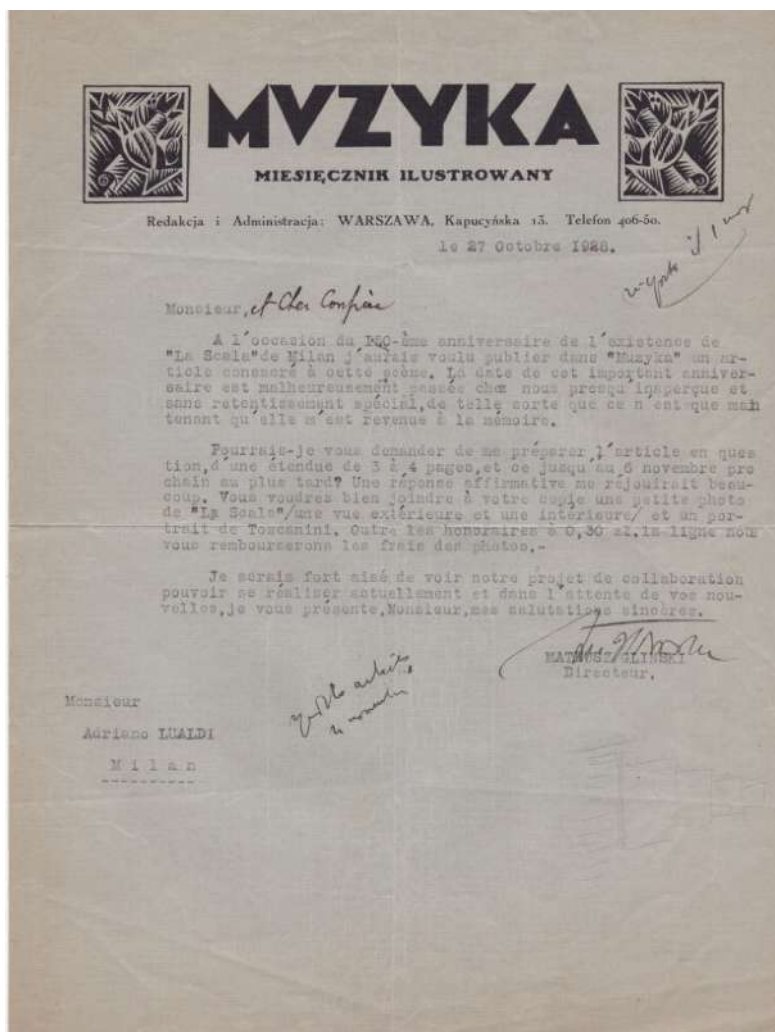 MVZYKA
MIESIĘCZNIK ILUSTROWANY
Redakcja i Administracja: WARSZAWA, Kapucyńska 13. Telefon 406-50.
le 27 Octobre 1928.
Monsieur, et Cher Confrère
A l'occasion du 150-ème anniversaire de l'existence de
"La Scala" de Milan j'aurais voulu publier dans "Muzyka" un ar-
ticle consacré à cette scène. La date de cet important anniver-
saire est malheureusement passée chez nous presqu'inaperçue et
sans retentissement spécial, de telle sorte que ce n'est que main
tenant qu'elle m'est revenue à la mémoire.
Pourrais-je vous demander de me préparer l'article en ques
tion, d'une étendue de 3 à 4 pages, et ce jusqu'au 6 novembre pro
chain au plus tard? Une réponse affirmative me réjouirait beau-
coup. Vous voudrez bien joindre à votre copie une petite photo
de "La Scala"/une vue extérieure et une intérieure/ et un por-
trait de Toscanini. Outre les honoraires à 0,30 zł. la ligne nous
vous rembourserons les frais des photos.-
Je serais fort aisé de voir notre projet de collaboration
pouvoir se réaliser actuellement et dans l'attente de vos nou-
velles, je vous présente, Monsieur, mes salutations sincères.
MATEUSZ GLINSKI
Directeur.
Monsieur
Adriano LUALDI
Milan